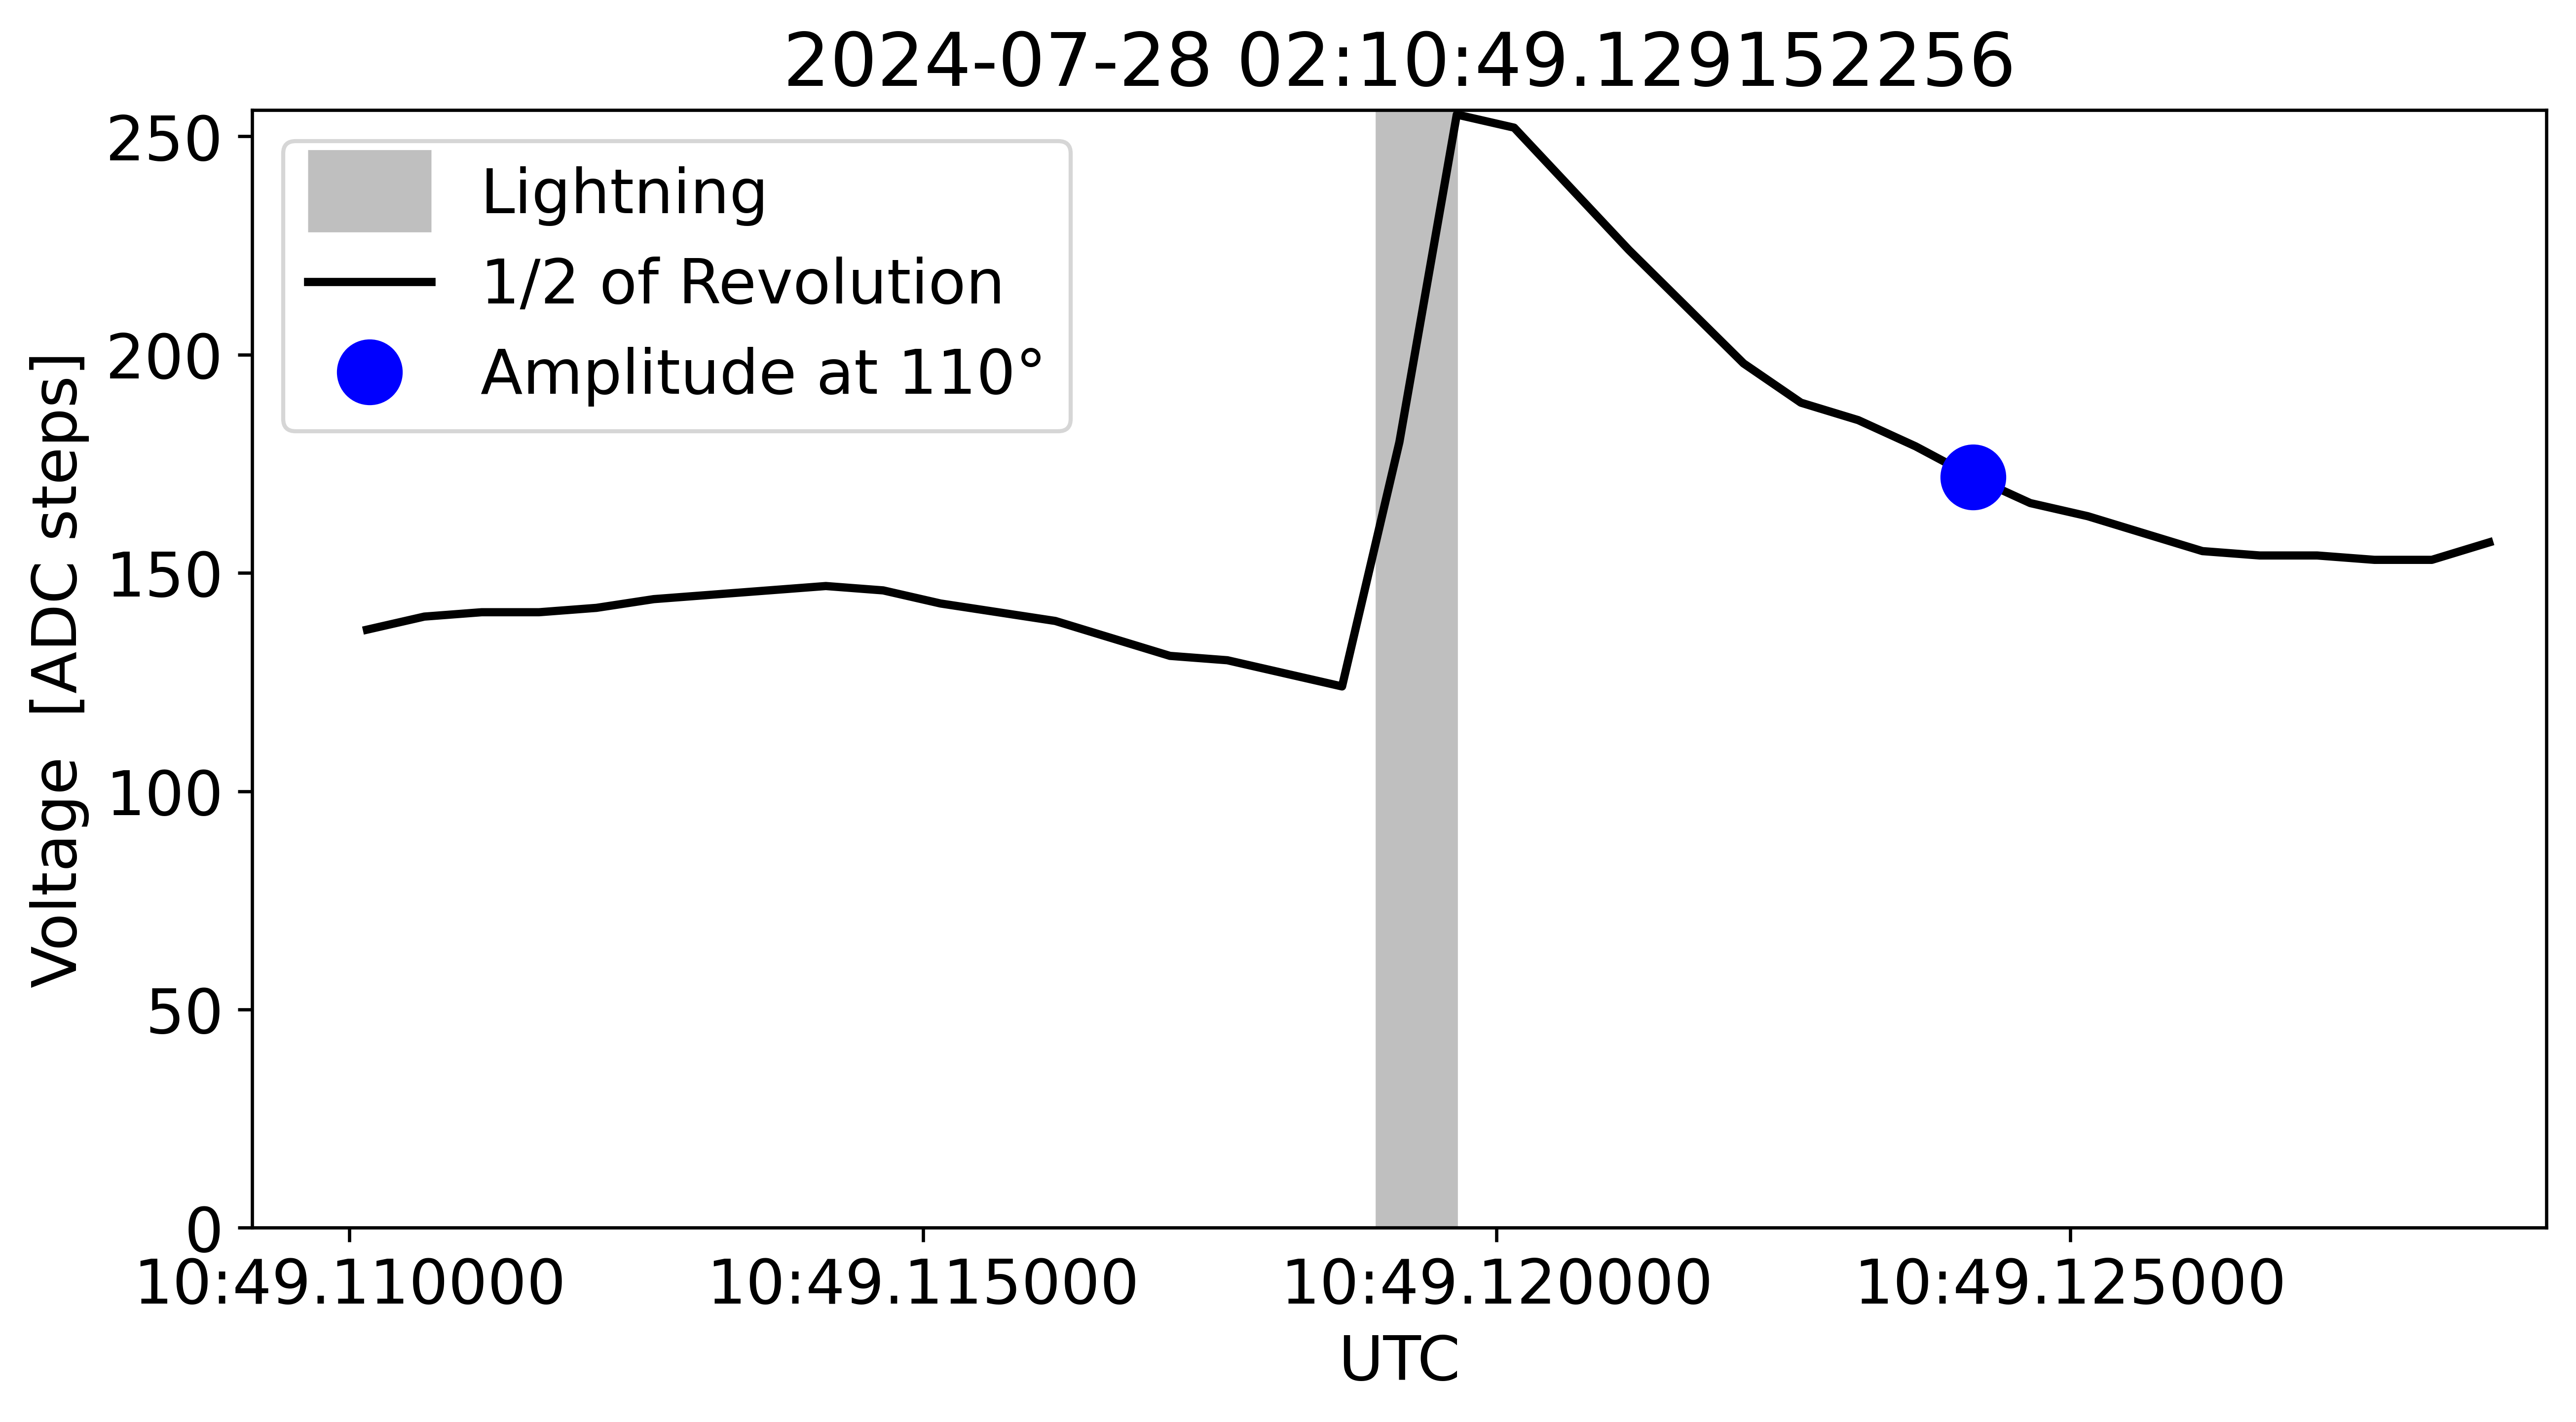 2024-07-28 02:10:49.129152256
Lightning
1/2 of Revolution
Amplitude at 110°
Voltage [ADC steps]
250
200
150
100
50
0
10:49.110000 10:49.115000 10:49.120000 10:49.125000
UTC